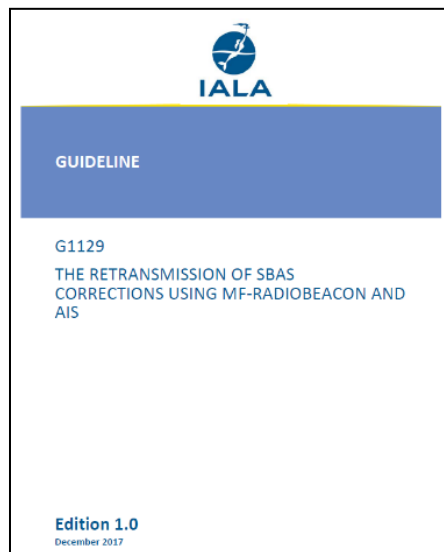 IALA
GUIDELINE
G1129
THE RETRANSMISSION OF SBAS
CORRECTIONS USING MF-RADIOBEACON AND
AIS
Edition 1.0
December 2017